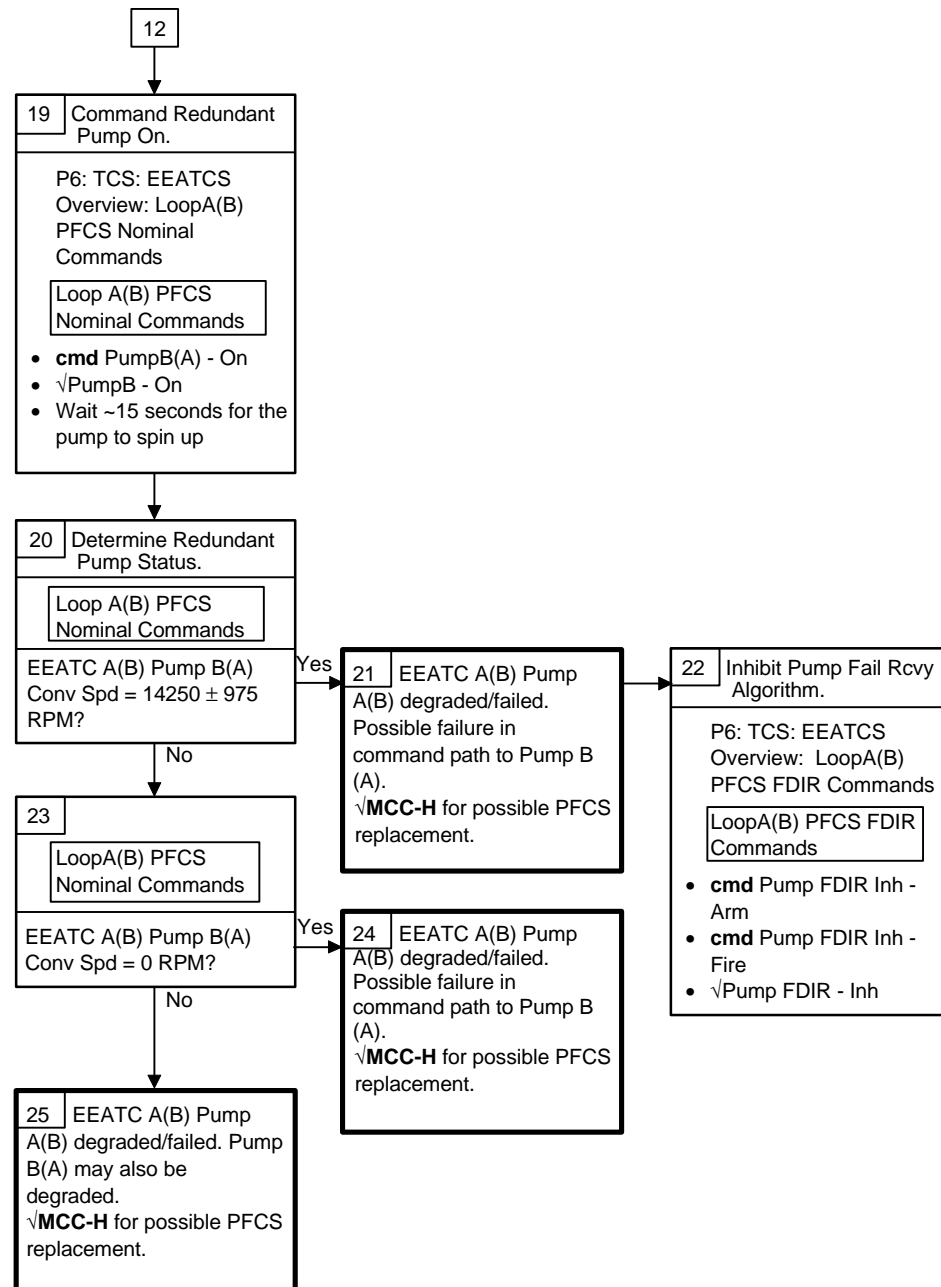 12
19 Command Redundant
Pump On.
P6: TCS: EEATCS
Overview: LoopA(B)
PFCS Nominal
Commands
Loop A(B) PFCS
Nominal Commands
• cmd PumpB(A) - On
• √PumpB - On
• Wait ~15 seconds for the
pump to spin up
20 Determine Redundant
Pump Status.
Loop A(B) PFCS
Nominal Commands
EEATC A(B) Pump B(A)
Conv Spd = 14250 ± 975
RPM?
Yes
No
21 EEATC A(B) Pump
A(B) degraded/failed.
Possible failure in
command path to Pump B
(A).
√MCC-H for possible PFCS
replacement.
22 Inhibit Pump Fail Rcvy
Algorithm.
P6: TCS: EEATCS
Overview: LoopA(B)
PFCS FDIR Commands
LoopA(B) PFCS FDIR
Commands
• cmd Pump FDIR Inh -
Arm
• cmd Pump FDIR Inh -
Fire
• √Pump FDIR - Inh
23
LoopA(B) PFCS
Nominal Commands
EEATC A(B) Pump B(A)
Conv Spd = 0 RPM?
Yes
No
24 EEATC A(B) Pump
A(B) degraded/failed.
Possible failure in
command path to Pump B
(A).
√MCC-H for possible PFCS
replacement.
25 EEATC A(B) Pump
A(B) degraded/failed. Pump
B(A) may also be
degraded.
√MCC-H for possible PFCS
replacement.